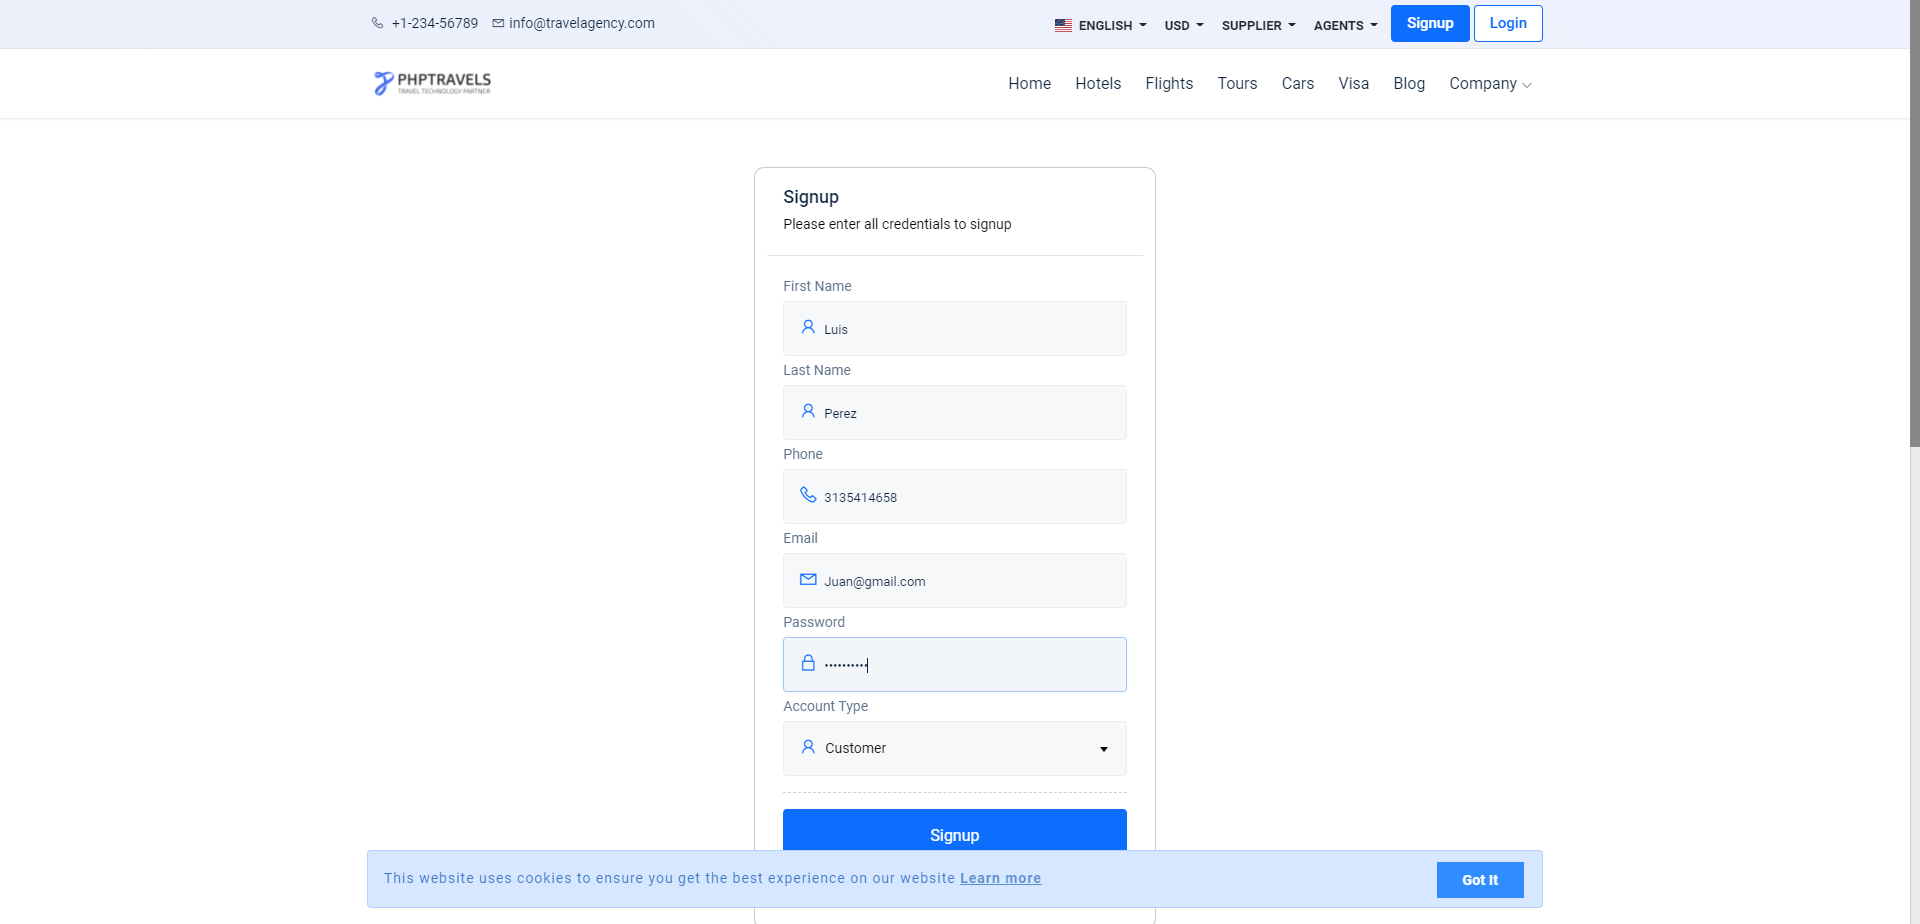 +1-234-56789 info@travelagency.com ENGLISH USD SUPPLIER AGENTS Signup Login
PHPTRAVELS
TRAVEL TECHNOLOGY PARTNER
Home Hotels Flights Tours Cars Visa Blog Company
Signup
Please enter all credentials to signup
First Name
Luis
Last Name
Perez
Phone
3135414658
Email
Juan@gmail.com
Password
••••••••••
Account Type
Customer
Signup
This website uses cookies to ensure you get the best experience on our website Learn more Got It